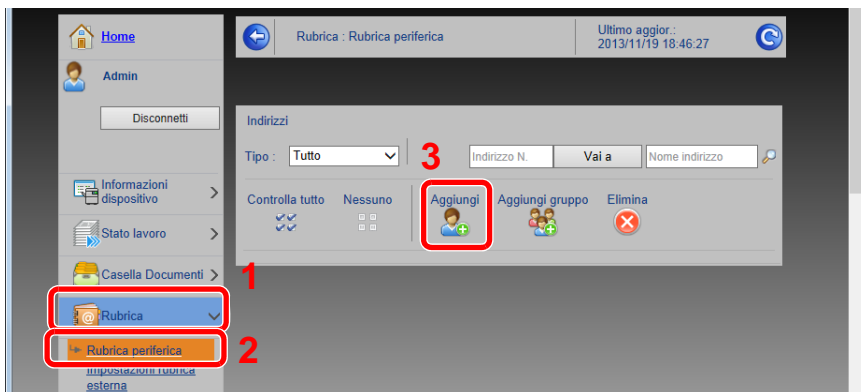 Home
Rubrica : Rubrica periferica
Ultimo aggior.:
2013/11/19 18:46:27
Admin
Disconnetti
Indirizzi
Tipo :
Tutto
3
Indirizzo N.
Vai a
Nome indirizzo
Informazioni
dispositivo
Controlla tutto
Nessuno
Aggiungi
Aggiungi gruppo
Elimina
Stato lavoro
Casella Documenti
1
Rubrica
Rubrica periferica
2
Impostazioni rubrica
esterna